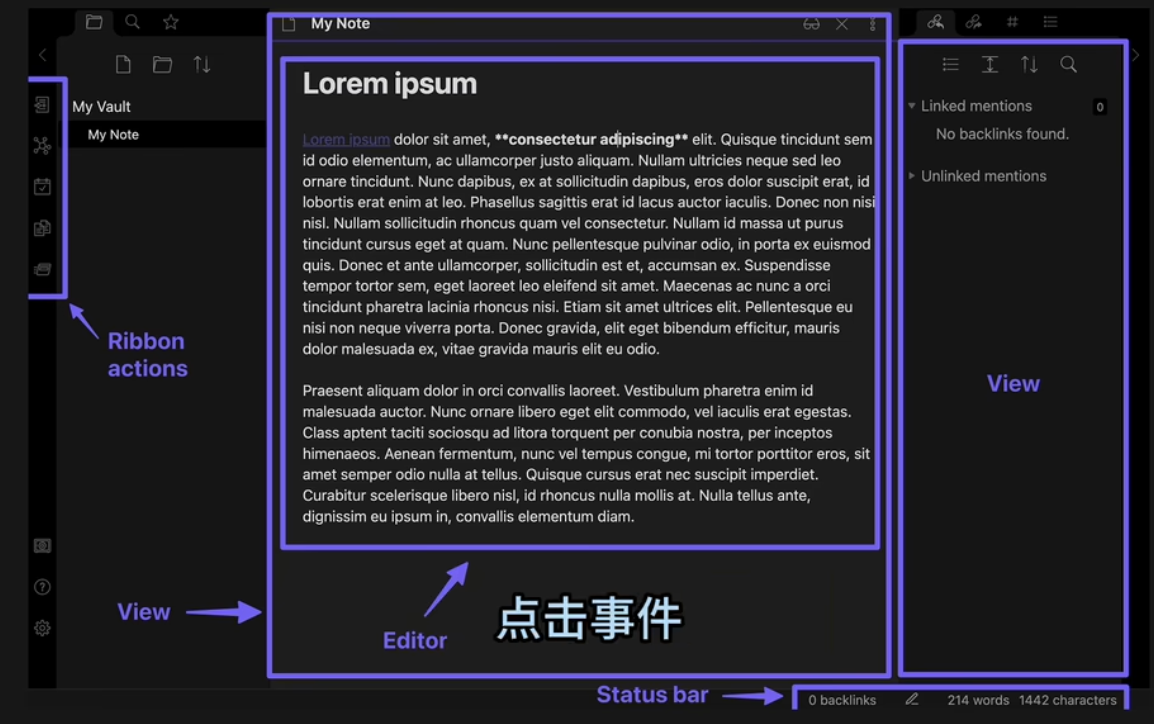 My Note
My Vault
My Note
Ribbon
actions
Lorem ipsum
Lorem ipsum dolor sit amet, **consectetur adipiscing** elit. Quisque tincidunt sem
id odio elementum, ac ullamcorper justo aliquam. Nullam ultricies neque sed leo
ornare tincidunt. Nunc dapibus, ex at sollicitudin dapibus, eros dolor suscipit erat, id
lobortis erat enim at leo. Phasellus sagittis erat id lacus auctor iaculis. Donec non nisi
nisl. Nullam sollicitudin rhoncus quam vel consectetur. Nullam id massa ut purus
tincidunt cursus eget at quam. Nunc pellentesque pulvinar odio, in porta ex euismod
quis. Donec et ante ullamcorper, sollicitudin est et, accumsan ex. Suspendisse
tempor tortor sem, eget laoreet leo eleifend sit amet. Maecenas ac nunc a orci
tincidunt pharetra lacinia rhoncus nisi. Etiam sit amet ultrices elit. Pellentesque eu
nisi non neque viverra porta. Donec gravida, elit eget bibendum efficitur, mauris
dolor malesuada ex, vitae gravida mauris elit eu odio.
Praesent aliquam dolor in orci convallis laoreet. Vestibulum pharetra enim id
malesuada auctor. Nunc ornare libero eget elit commodo, vel iaculis erat egestas.
Class aptent taciti sociosqu ad litora torquent per conubia nostra, per inceptos
himenaeos. Aenean fermentum, nunc vel tempus congue, mi tortor porttitor eros, sit
amet semper odio nulla at tellus. Quisque cursus erat nec suscipit imperdiet.
Curabitur scelerisque libero nisl, id rhoncus nulla mollis at. Nulla tellus ante,
dignissim eu ipsum in, convallis elementum diam.
Linked mentions 0
No backlinks found.
Unlinked mentions
View
View
Editor
点击事件
Status bar
0 backlinks 214 words 1442 characters